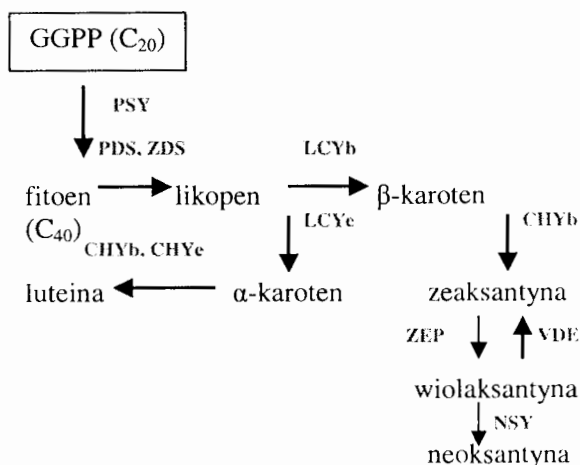 GGPP (C₂₀)
PSY
PDS, ZDS LCYb
fitoen likopen β-karoten
(C₄₀) LCYe CHYb
CHYb, CHYe
luteina α-karoten zeaksantyna
ZEP VDE
wiolaksantyna
NSY
neoksantyna